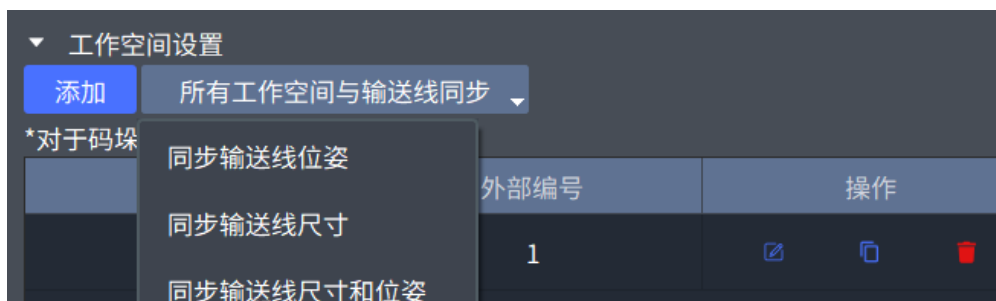 工作空间设置
添加 所有工作空间与输送线同步
*对于码垛
同步输送线位姿
外部编号 操作
同步输送线尺寸
1
同步输送线尺寸和位姿